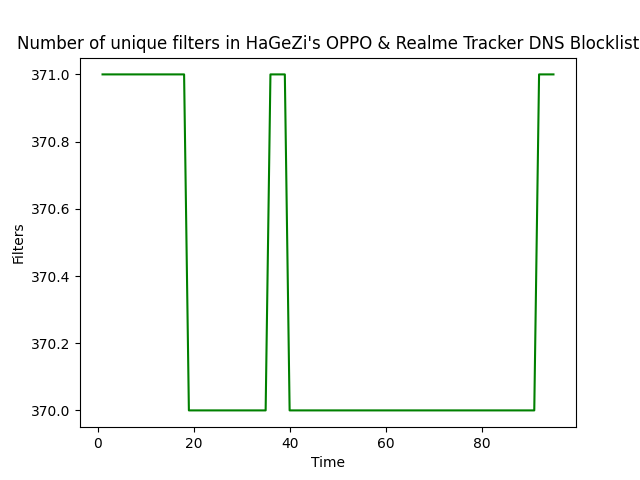 Number of unique filters in HaGeZi's OPPO & Realme Tracker DNS Blocklist
371.0
370.8
370.6
370.4
370.2
370.0
Filters
0 20 40 60 80
Time